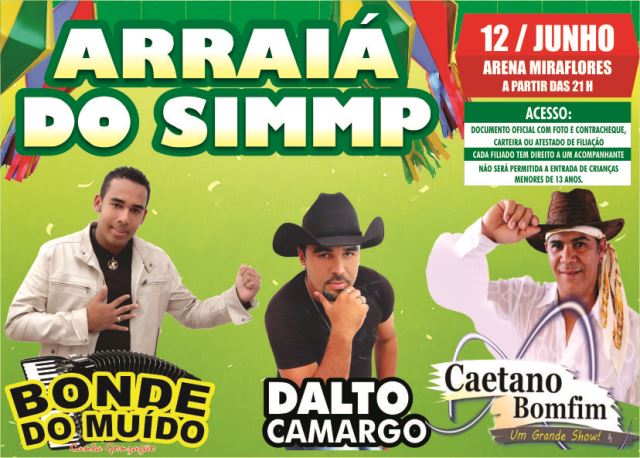 ARRAIÁ
DO SIMMP
12 / JUNHO
ARENA MIRAFLORES
A PARTIR DAS 21 H
ACESSO:
DOCUMENTO OFICIAL COM FOTO E CONTRACHEQUE,
CARTEIRA OU ATESTADO DE FILIAÇÃO
CADA FILIADO TEM DIREITO A UM ACOMPANHANTE
NÃO SERÁ PERMITIDA A ENTRADA DE CRIANÇAS
MENORES DE 13 ANOS.
BONDE
DO MUÍDO
Canta Gonzagão
DALTO
CAMARGO
Caetano
Bomfim
Um Grande Show!